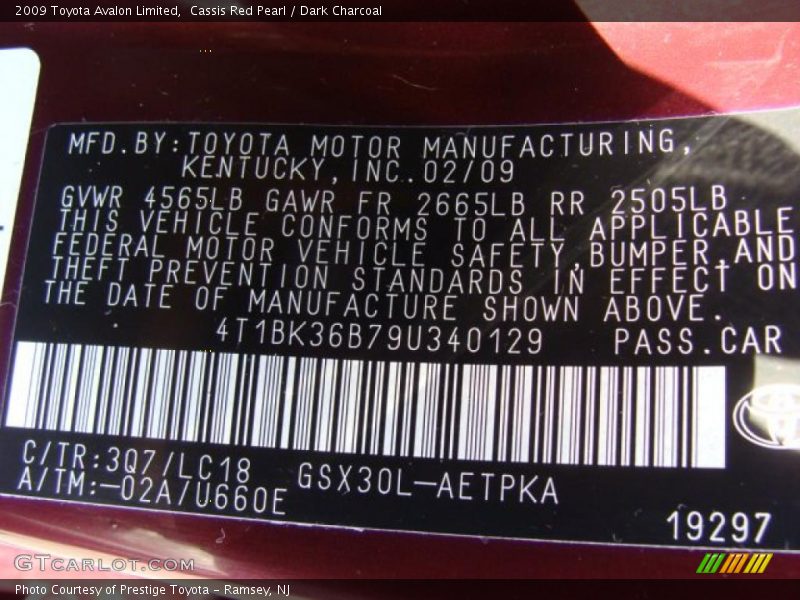 2009 Toyota Avalon Limited,  Cassis Red Pearl / Dark Charcoal
MFD.BY:TOYOTA MOTOR MANUFACTURING,
KENTUCKY,INC.02/09
GVWR 4565LB GAWR FR 2665LB RR 2505LB
THIS VEHICLE CONFORMS TO ALL APPLICABLE
FEDERAL MOTOR VEHICLE SAFETY,BUMPER,AND
THEFT PREVENTION STANDARDS IN EFFECT ON
THE DATE OF MANUFACTURE SHOWN ABOVE.
4T1BK36B79U340129 PASS.CAR
C/TR:3Q7/LC18 GSX30L-AETPKA
A/TM:-02A/U660E
19297
GTCARLOT.COM
Photo Courtesy of Prestige Toyota - Ramsey, NJ